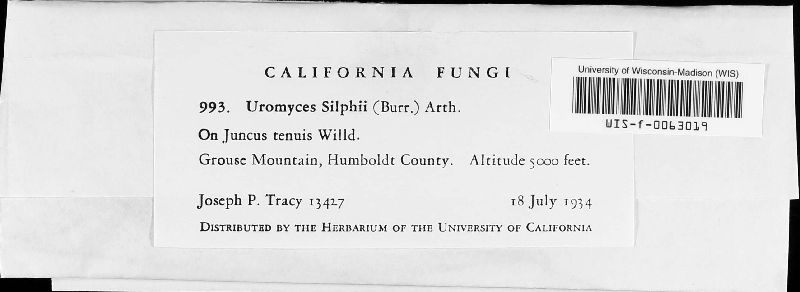 CALIFORNIA FUNGI
993. Uromyces Silphii (Burr.) Arth.
On Juncus tenuis Willd.
Grouse Mountain, Humboldt County. Altitude 5000 feet.
Joseph P. Tracy 13427 18 July 1934
DISTRIBUTED BY THE HERBARIUM OF THE UNIVERSITY OF CALIFORNIA
University of Wisconsin-Madison (WIS)
WIS-f-0063019